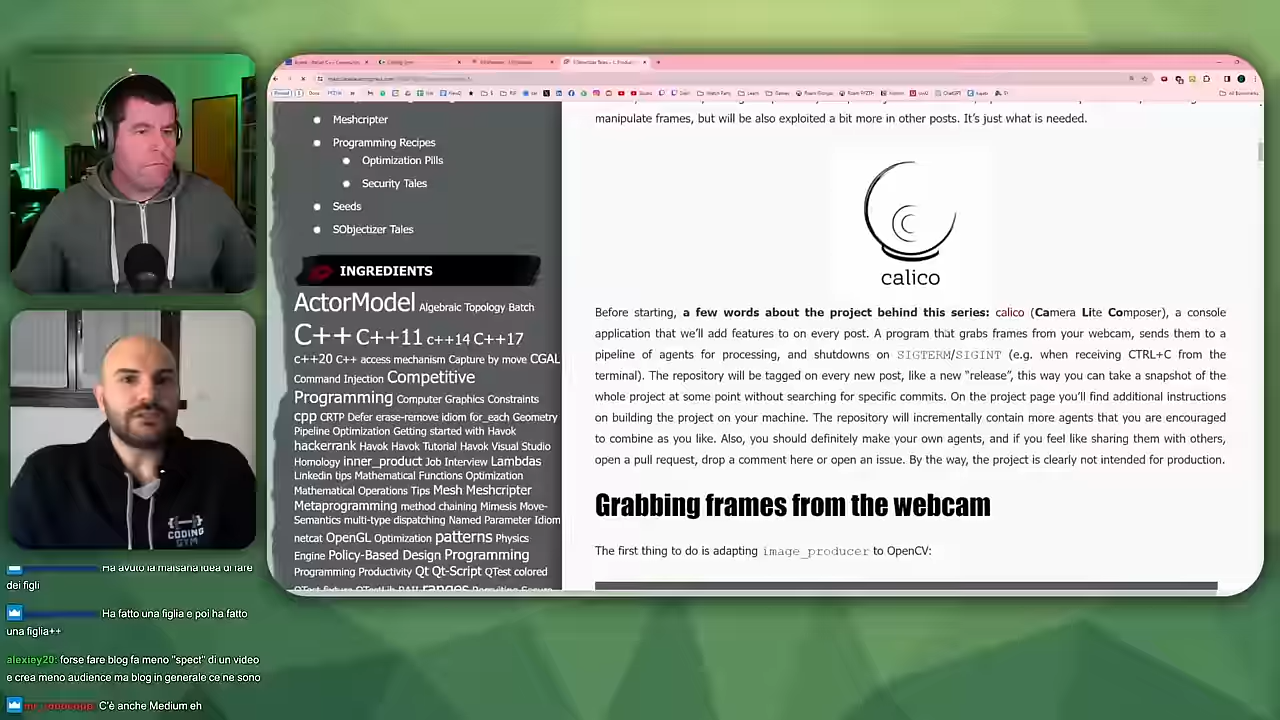 manipulate frames, but will be also exploited a bit more in other posts. It's just what is needed.
Meshcripter
Programming Recipes
Optimization Pills
Security Tales
Seeds
SObjectizer Tales
INGREDIENTS
ActorModel Algebraic Topology Batch
C++ C++11 c++14 C++17
c++20 C++ access mechanism Capture by move CGAL
Command Injection Competitive
Programming Computer Graphics Constraints
cpp CRTP Defer erase-remove idiom for_each Geometry
Pipeline Optimization Getting started with Havok
hackerrank Havok Havok Tutorial Havok Visual Studio
Homology inner_product Job Interview Lambdas
Linkedin tips Mathematical Functions Optimization
Mathematical Operations Tips Mesh Meshcripter
Metaprogramming method chaining Mimesis Move-
Semantics multi-type dispatching Named Parameter Idiom
netcat OpenGL Optimization patterns Physics
Engine Policy-Based Design Programming
Programming Productivity Qt Qt-Script QTest colored
calico
Before starting, a few words about the project behind this series: calico (Camera Lite Composer), a console
application that we'll add features to on every post. A program that grabs frames from your webcam, sends them to a
pipeline of agents for processing, and shutdowns on SIGTERM/SIGINT (e.g. when receiving CTRL+C from the
terminal). The repository will be tagged on every new post, like a new "release", this way you can take a snapshot of the
whole project at some point without searching for specific commits. On the project page you'll find additional instructions
on building the project on your machine. The repository will incrementally contain more agents that you are encouraged
to combine as you like. Also, you should definitely make your own agents, and if you feel like sharing them with others,
open a pull request, drop a comment here or open an issue. By the way, the project is clearly not intended for production.
Grabbing frames from the webcam
The first thing to do is adapting image_producer to OpenCV:
CODING
GYM
Ha avuto la malsana idea di fare
dei figli
Ha fatto una figlia e poi ha fatto
una figlia++
alexiey20: forse fare blog fa meno "spect" di un video
e crea meno audience ma blog in generale ce ne sono
C'è anche Medium eh